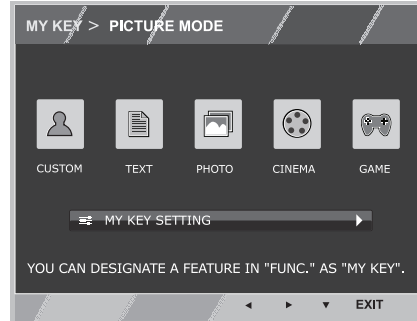 MY KEY > PICTURE MODE
CUSTOM TEXT PHOTO CINEMA GAME
MY KEY SETTING
YOU CAN DESIGNATE A FEATURE IN "FUNC." AS "MY KEY".
EXIT